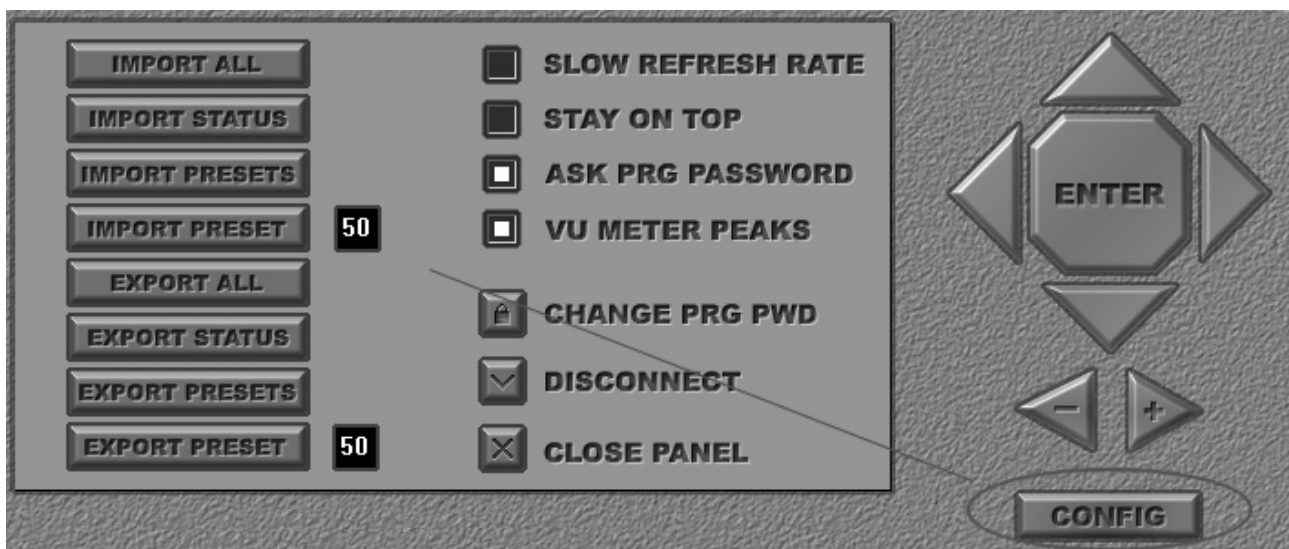 IMPORT ALL
IMPORT STATUS
IMPORT PRESETS
IMPORT PRESET 50
EXPORT ALL
EXPORT STATUS
EXPORT PRESETS
EXPORT PRESET 50
SLOW REFRESH RATE
STAY ON TOP
ASK PRG PASSWORD
VU METER PEAKS
CHANGE PRG PWD
DISCONNECT
CLOSE PANEL
ENTER
- +
CONFIG